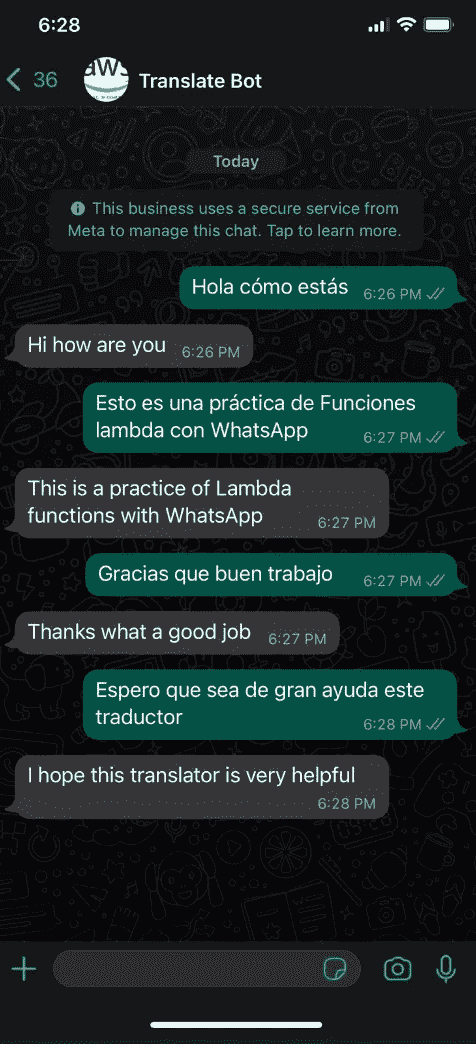 6:28
36
aws
Translate Bot
Today
This business uses a secure service from
Meta to manage this chat. Tap to learn more.
Hola cómo estás 6:26 PM
Hi how are you 6:26 PM
Esto es una práctica de Funciones
lambda con WhatsApp 6:27 PM
This is a practice of Lambda
functions with WhatsApp 6:27 PM
Gracias que buen trabajo 6:27 PM
Thanks what a good job 6:27 PM
Espero que sea de gran ayuda este
traductor 6:28 PM
I hope this translator is very helpful
6:28 PM